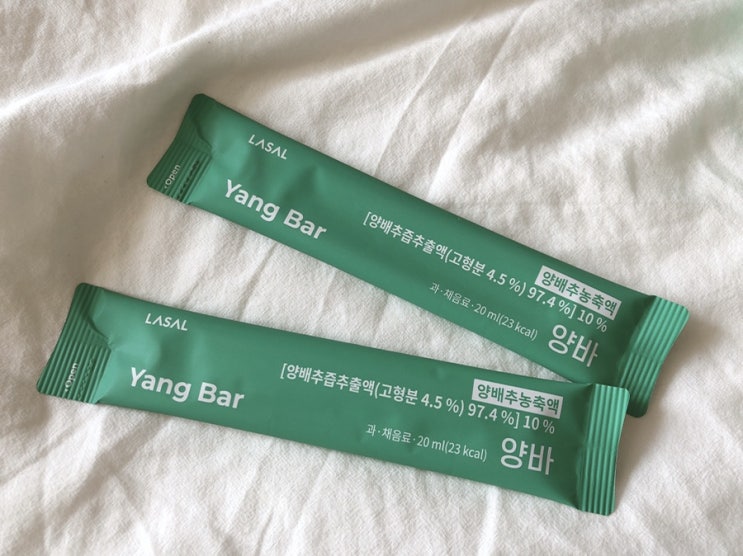 Open
LASAL
Yang Bar
양배추농축액
[양배추즙추출액(고형분 4.5 %) 97.4 %] 10 %
과·채음료·20 ml(23 kcal)
양바
Open
LASAL
Yang Bar
양배추농축액
[양배추즙추출액(고형분 4.5 %) 97.4 %] 10 %
과·채음료·20 ml(23 kcal)
양바